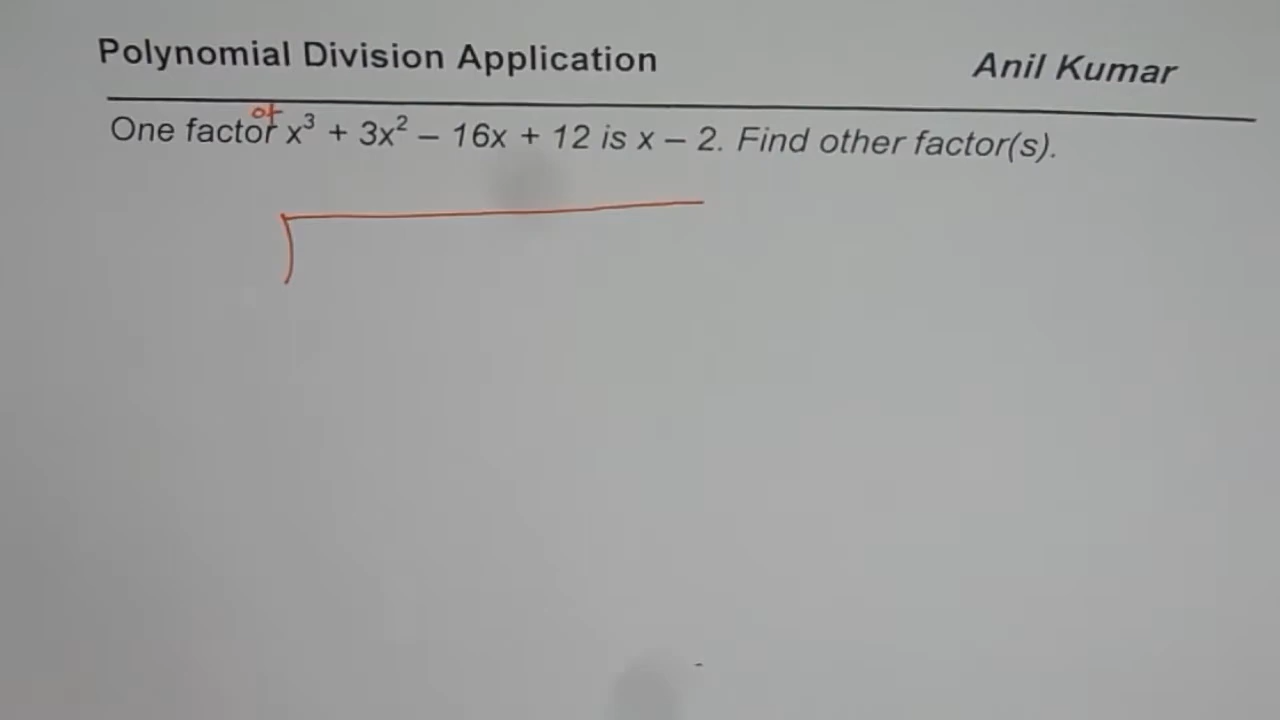 Polynomial Division Application Anil Kumar
of
One factor x³ + 3x² – 16x + 12 is x – 2. Find other factor(s).